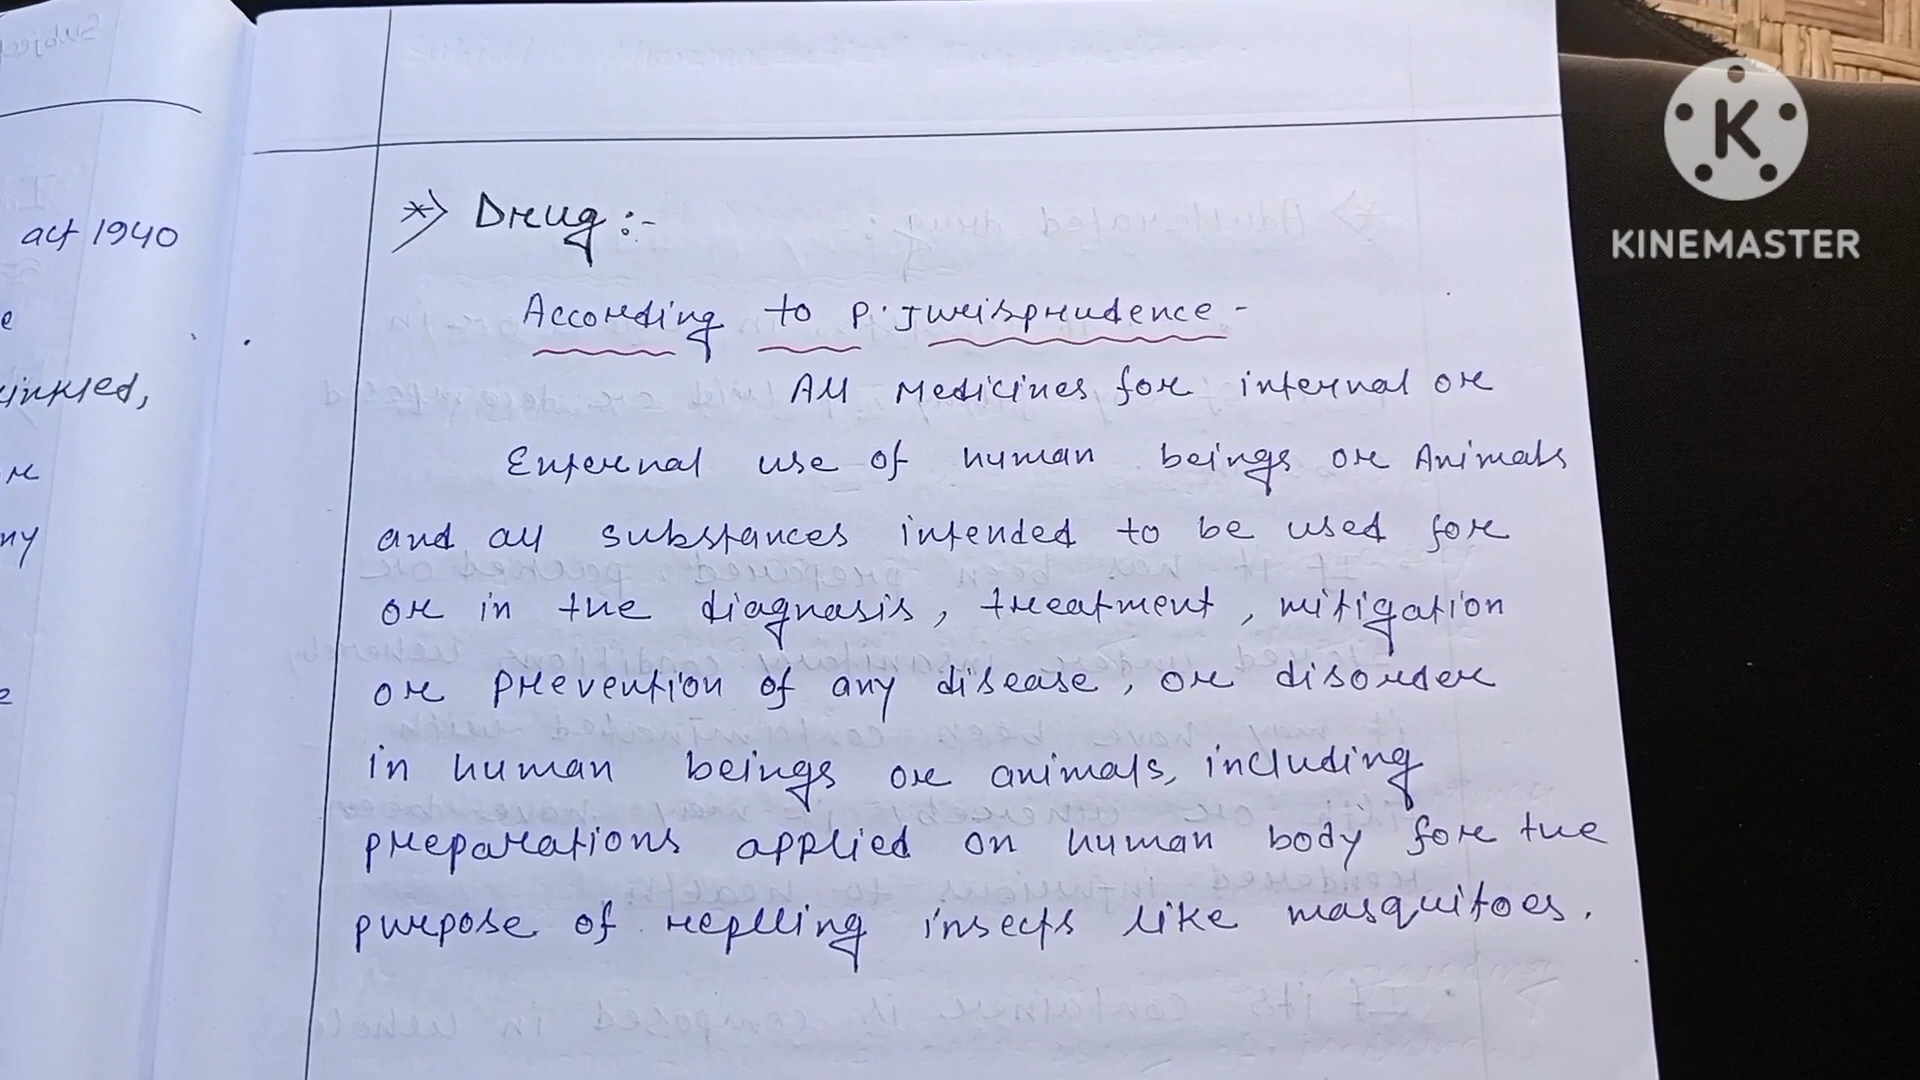 act 1940
*> Drug :-
According to P. Jurisprudence -
All Medicines for internal or
External use of human beings or Animals
and all substances intended to be used for
or in the diagnosis, treatment, mitigation
or prevention of any disease, or disorder
in human beings or animals, including
preparations applied on human body for the
purpose of replling insects like masquitoes.
KINEMASTER